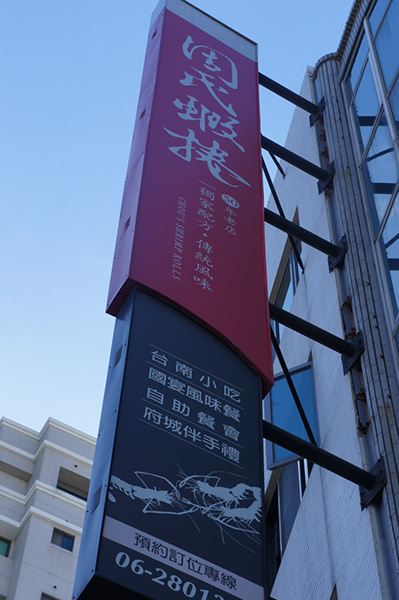 周氏蝦捲
50年老店
獨家配方・傳統風味
CHOU'S SHRIMP ROLLS
台南小吃
國宴風味餐
自助餐會
府城伴手禮
預約訂位專線
06-28012